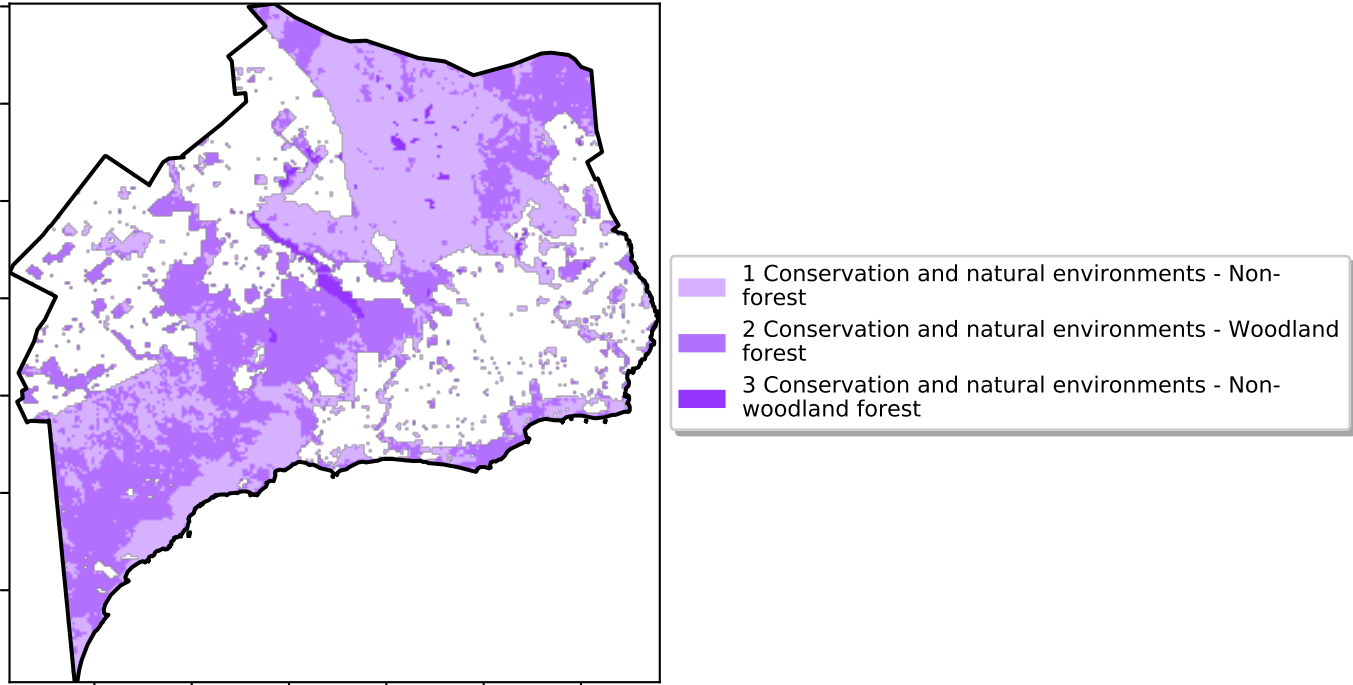 1 Conservation and natural environments - Non-
forest
2 Conservation and natural environments - Woodland
forest
3 Conservation and natural environments - Non-
woodland forest